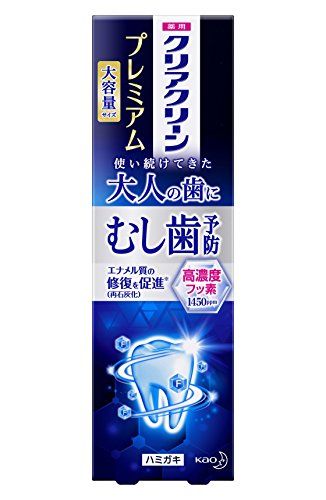 薬用
クリアクリーン
プレミアム
大容量
サイズ
使い続けてきた
大人の歯に
むし歯予防
エナメル質の
修復を促進※
(再石灰化)
高濃度
フッ素
1450ppm
F
F
F
ハミガキ
Kao